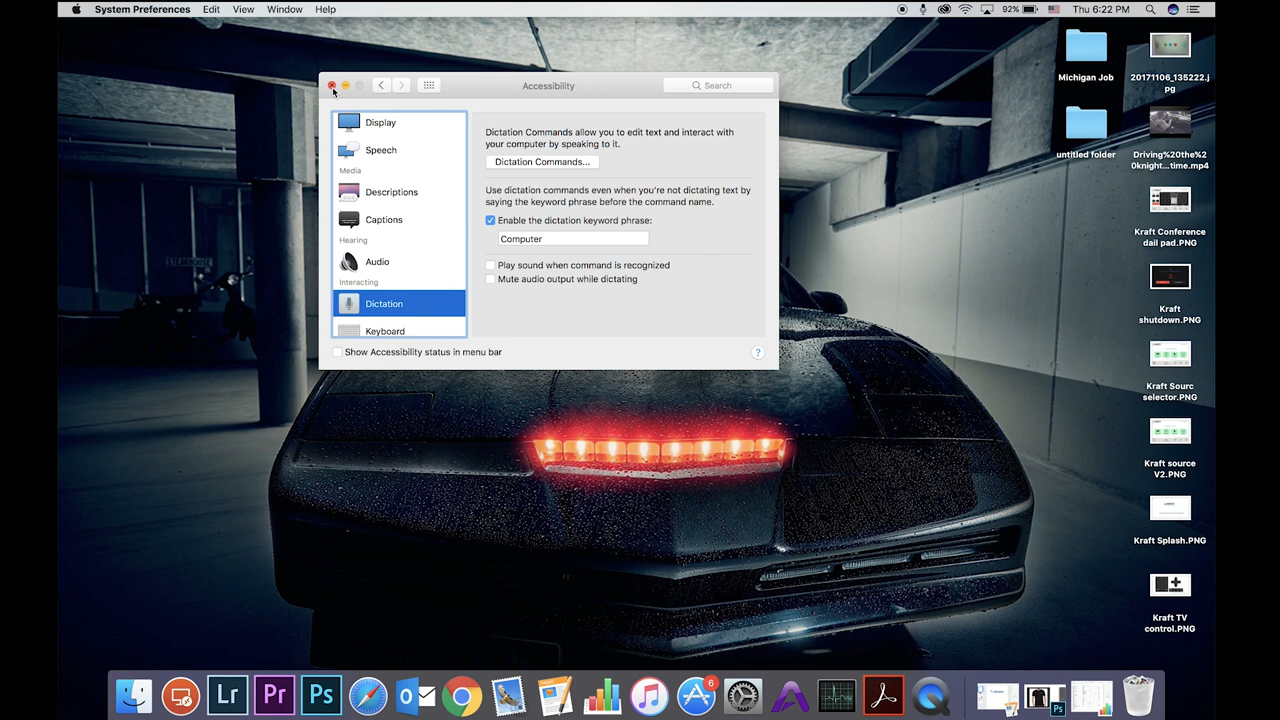 System Preferences Edit View Window Help
92% Thu 6:22 PM
Accessibility
Search
Display
Speech
Media
Descriptions
Captions
Hearing
Audio
Interacting
Dictation
Keyboard
Show Accessibility status in menu bar
?
Dictation Commands allow you to edit text and interact with
your computer by speaking to it.
Dictation Commands...
Use dictation commands even when you're not dictating text by
saying the keyword phrase before the command name.
Enable the dictation keyword phrase:
Computer
Play sound when command is recognized
Mute audio output while dictating
Michigan Job
20171106_135222.j
pg
untitled folder
Driving%20the%2
0knight...time.mp4
Kraft Conference
dail pad.PNG
Kraft
shutdown.PNG
Kraft Sourc
selector.PNG
Kraft source
V2.PNG
Kraft Splash.PNG
Kraft TV
control.PNG
STEAKHOUSE
Lr
Pr
Ps
6
Ps